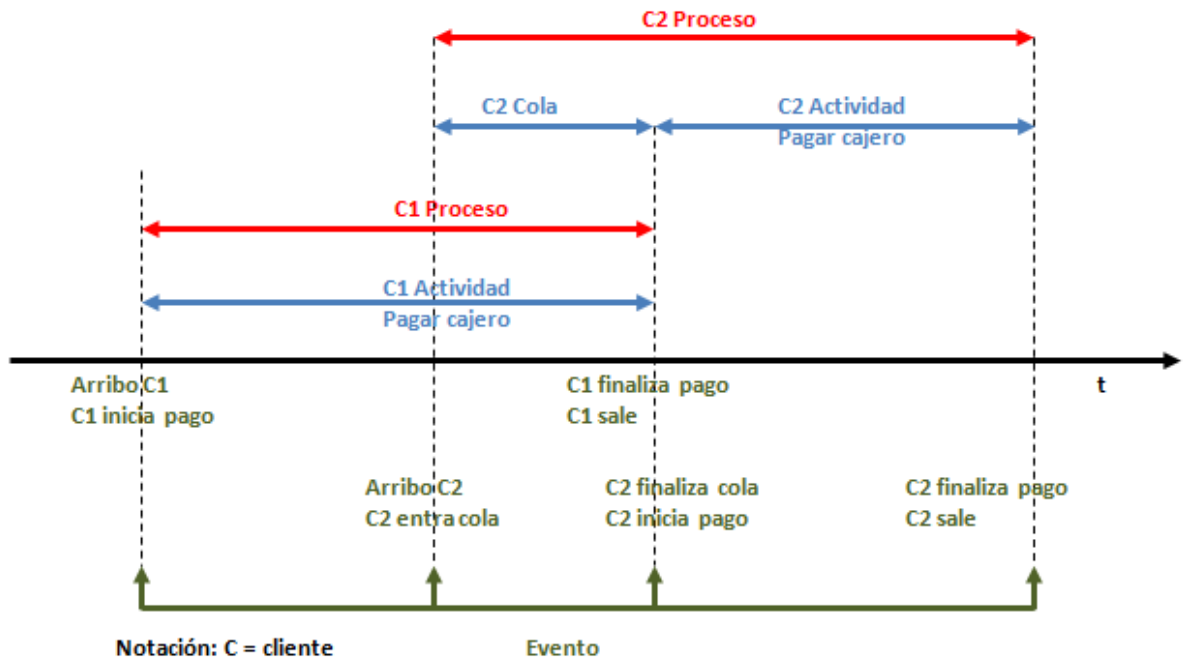 C2 Proceso
C2 Cola
C2 Actividad
Pagar cajero
C1 Proceso
C1 Actividad
Pagar cajero
Arribo C1
C1 inicia pago
C1 finaliza pago
C1 sale
t
Arribo C2
C2 entra cola
C2 finaliza cola
C2 inicia pago
C2 finaliza pago
C2 sale
Notación: C = cliente
Evento